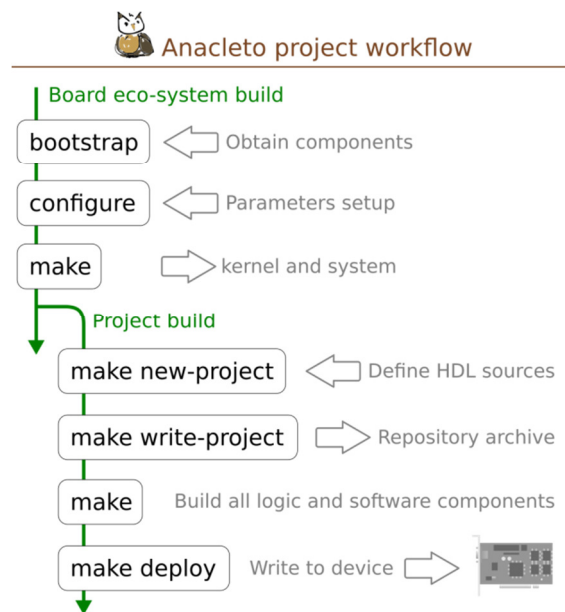 Anacleto project workflow
Board eco-system build
bootstrap
Obtain components
configure
Parameters setup
make
kernel and system
Project build
make new-project
Define HDL sources
make write-project
Repository archive
make
Build all logic and software components
make deploy
Write to device